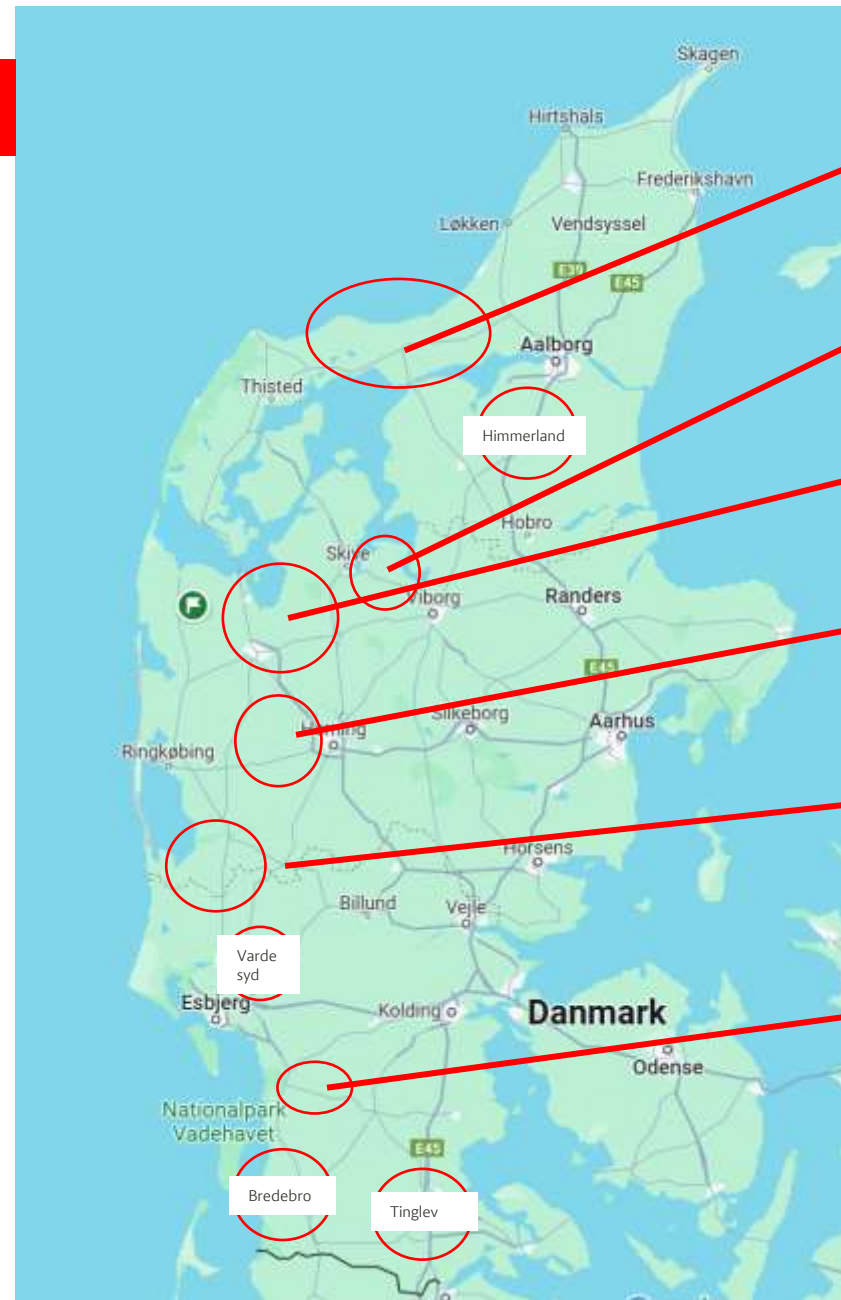 Skagen
Hirtshals
Frederikshavn
Løkken
Vendsyssel
E39
E45
Aalborg
Thisted
Himmerland
Hobro
Skive
Viborg
Randers
E45
Silkeborg
Aarhus
Herning
Ringkøbing
Horsens
Billund
Vejle
Varde
syd
Esbjerg
Kolding
Danmark
Odense
Nationalpark
Vadehavet
E45
Bredebro
Tinglev